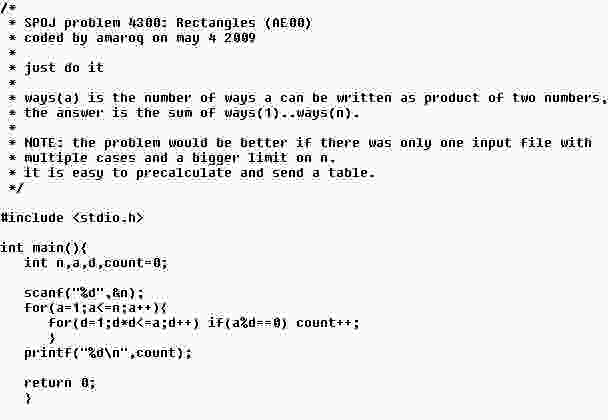 /*
 * SPOJ problem 4300: Rectangles (AE00)
 * coded by amaroq on may 4 2009
 *
 * just do it
 *
 * ways(a) is the number of ways a can be written as product of two numbers,
 * the answer is the sum of ways(1)..ways(n).
 *
 * NOTE: the problem would be better if there was only one input file with
 * multiple cases and a bigger limit on n.
 * it is easy to precalculate and send a table.
 */

#include <stdio.h>

int main(){
   int n,a,d,count=0;

   scanf("%d",&n);
   for(a=1;a<=n;a++){
      for(d=1;d*d<=a;d++) if(a%d==0) count++;
      }
   printf("%d\n",count);

   return 0;
   }